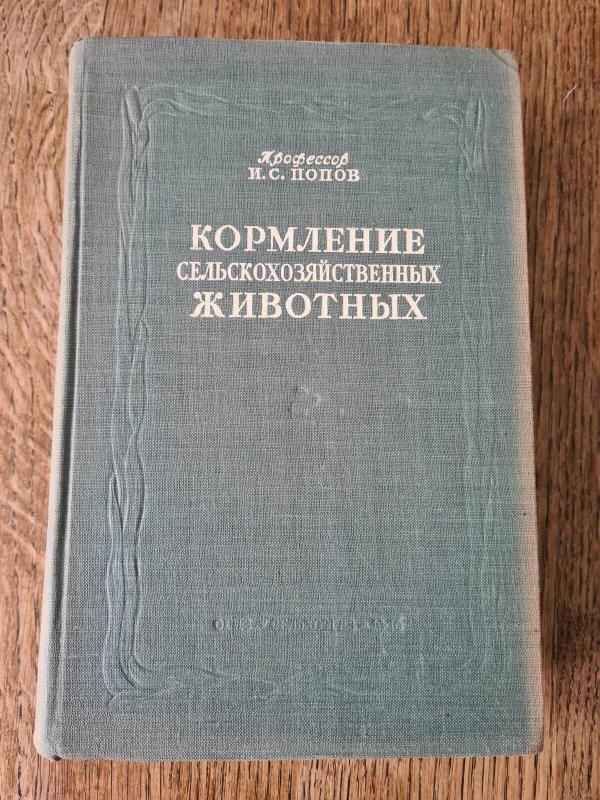 Профессор
И. С. ПОПОВ
КОРМЛЕНИЕ
СЕЛЬСКОХОЗЯЙСТВЕННЫХ
ЖИВОТНЫХ